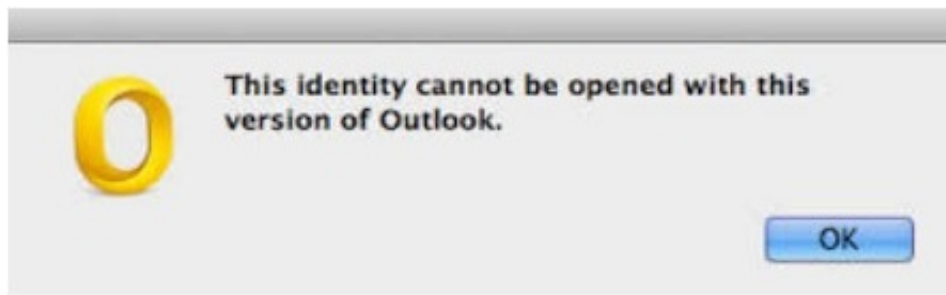 This identity cannot be opened with this
version of Outlook.
OK